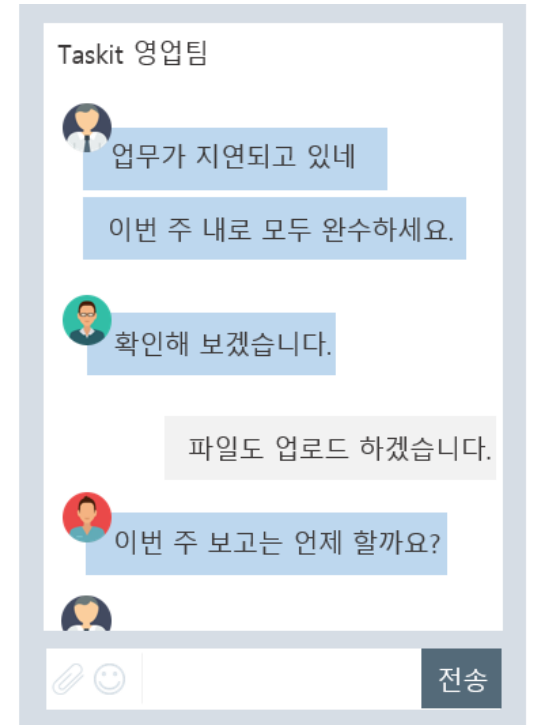 Taskit 영업팀
업무가 지연되고 있네
이번 주 내로 모두 완수하세요.
확인해 보겠습니다.
파일도 업로드 하겠습니다.
이번 주 보고는 언제 할까요?
전송